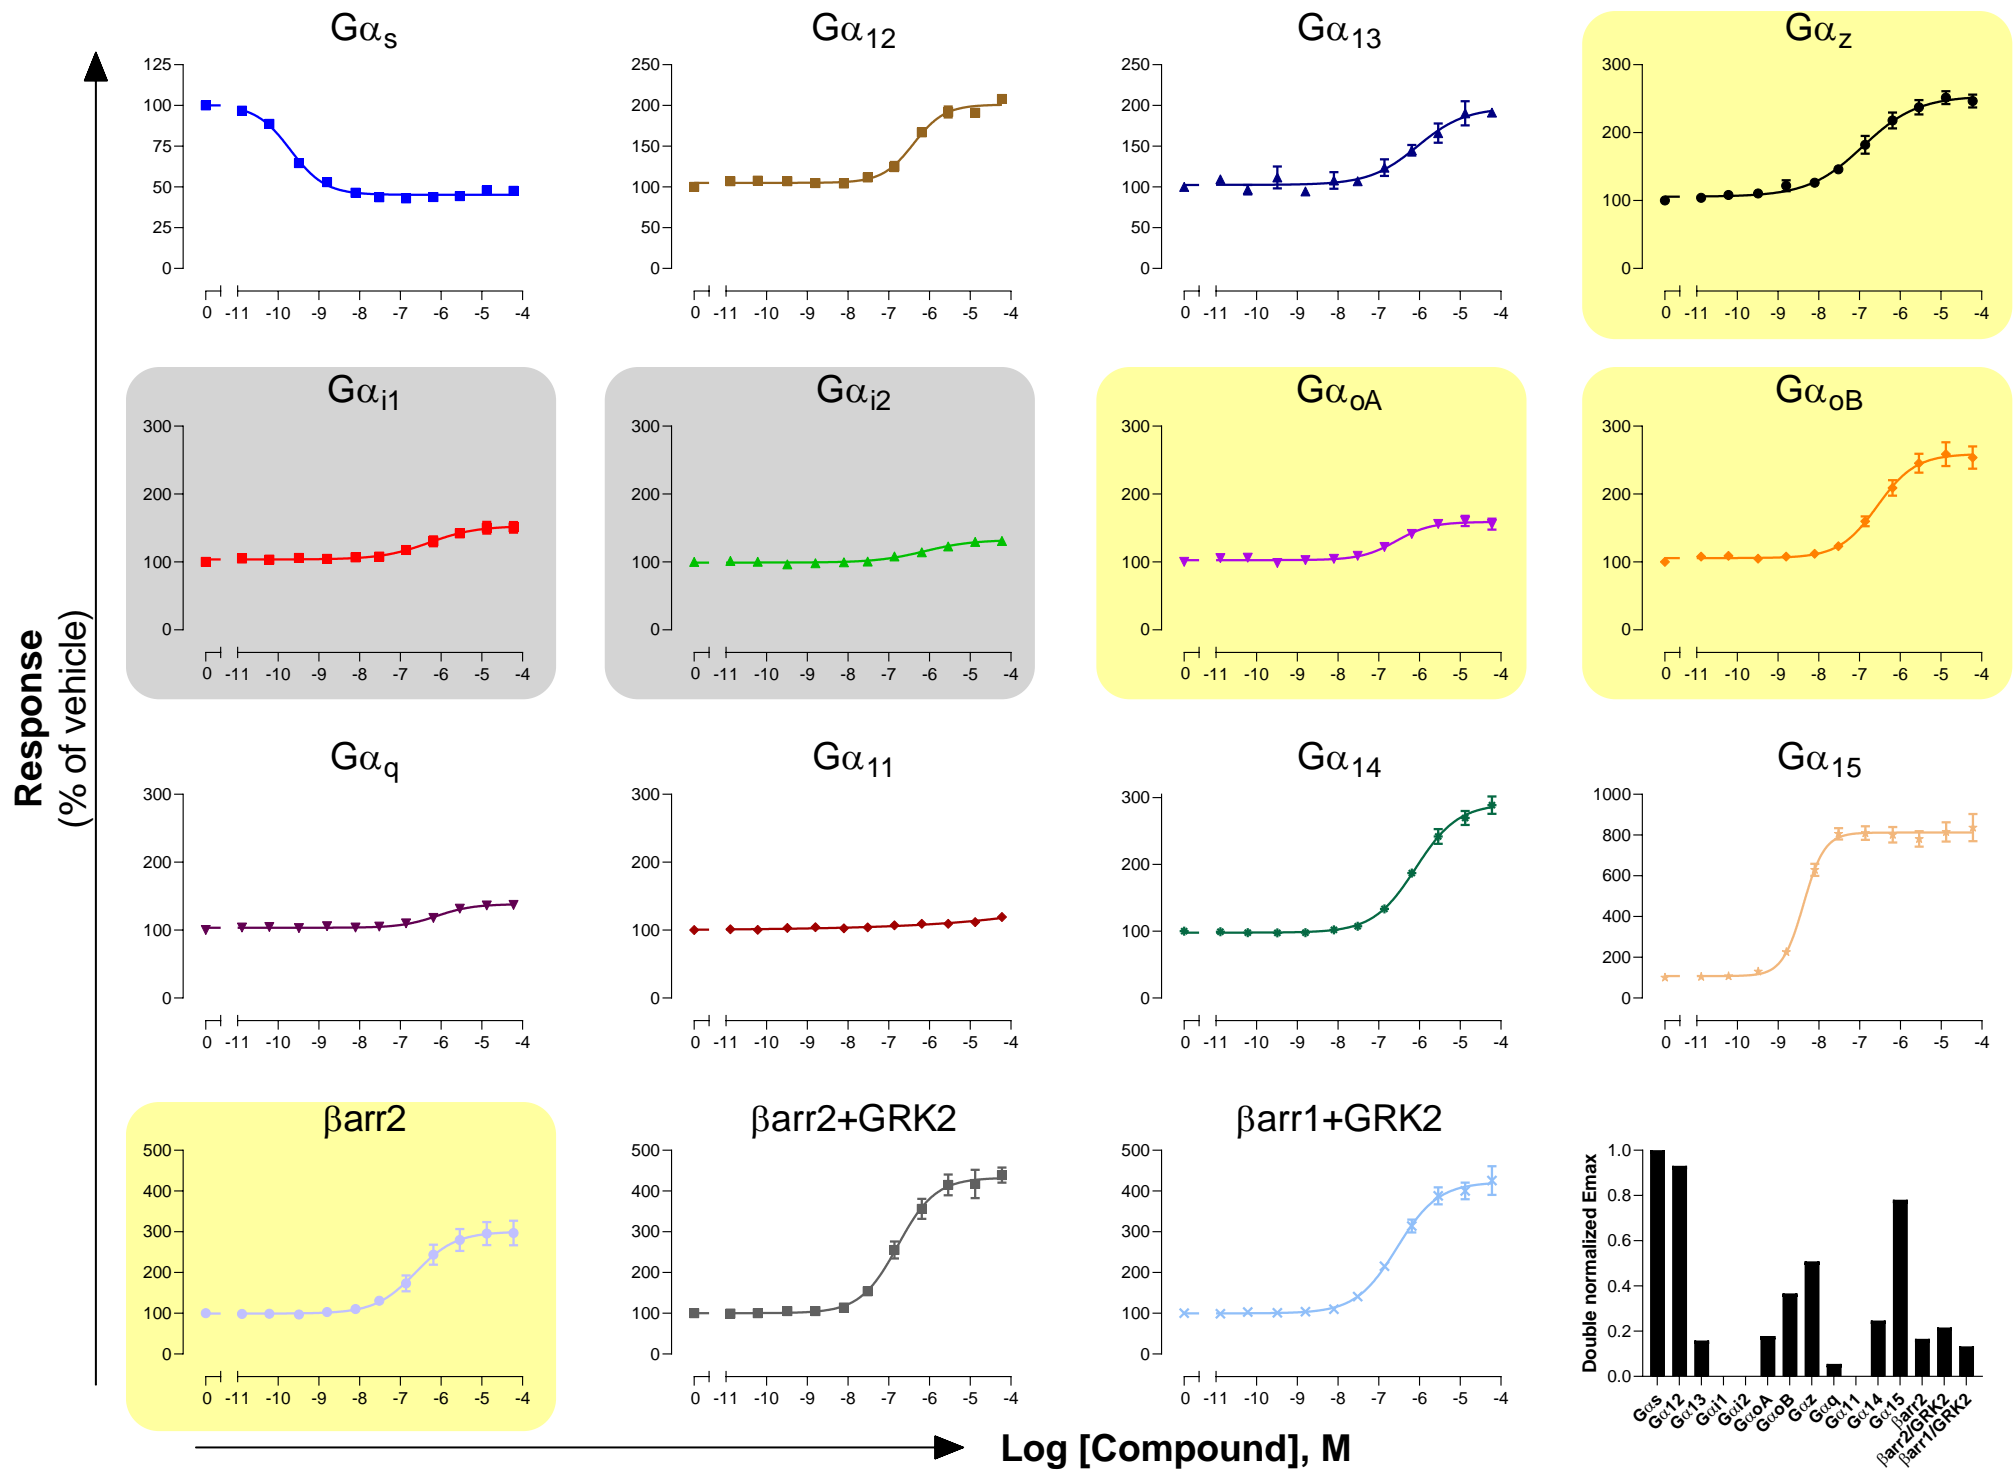 Gαs
Gα12
Gα13
Gαz
125
100
75
50
25
0
0 -11 -10 -9 -8 -7 -6 -5 -4
250
200
150
100
50
0
0 -11 -10 -9 -8 -7 -6 -5 -4
250
200
150
100
50
0
0 -11 -10 -9 -8 -7 -6 -5 -4
300
200
100
0
0 -11 -10 -9 -8 -7 -6 -5 -4
Gαi1
Gαi2
GαoA
GαoB
300
200
100
0
0 -11 -10 -9 -8 -7 -6 -5 -4
300
200
100
0
0 -11 -10 -9 -8 -7 -6 -5 -4
300
200
100
0
0 -11 -10 -9 -8 -7 -6 -5 -4
300
200
100
0
0 -11 -10 -9 -8 -7 -6 -5 -4
Response
(% of vehicle)
Gαq
Gα11
Gα14
Gα15
300
200
100
0
0 -11 -10 -9 -8 -7 -6 -5 -4
300
200
100
0
0 -11 -10 -9 -8 -7 -6 -5 -4
300
200
100
0
0 -11 -10 -9 -8 -7 -6 -5 -4
1000
800
600
400
200
0
0 -11 -10 -9 -8 -7 -6 -5 -4
βarr2
βarr2+GRK2
βarr1+GRK2
500
400
300
200
100
0
0 -11 -10 -9 -8 -7 -6 -5 -4
500
400
300
200
100
0
0 -11 -10 -9 -8 -7 -6 -5 -4
500
400
300
200
100
0
0 -11 -10 -9 -8 -7 -6 -5 -4
Double normalized Emax
1.0
0.8
0.6
0.4
0.2
0.0
Gαs
Gα12
Gα13
Gαi1
Gαi2
GαoA
GαoB
Gαz
Gαq
Gα11
Gα14
Gα15
βarr2
βarr2/GRK2
βarr1/GRK2
Log [Compound], M